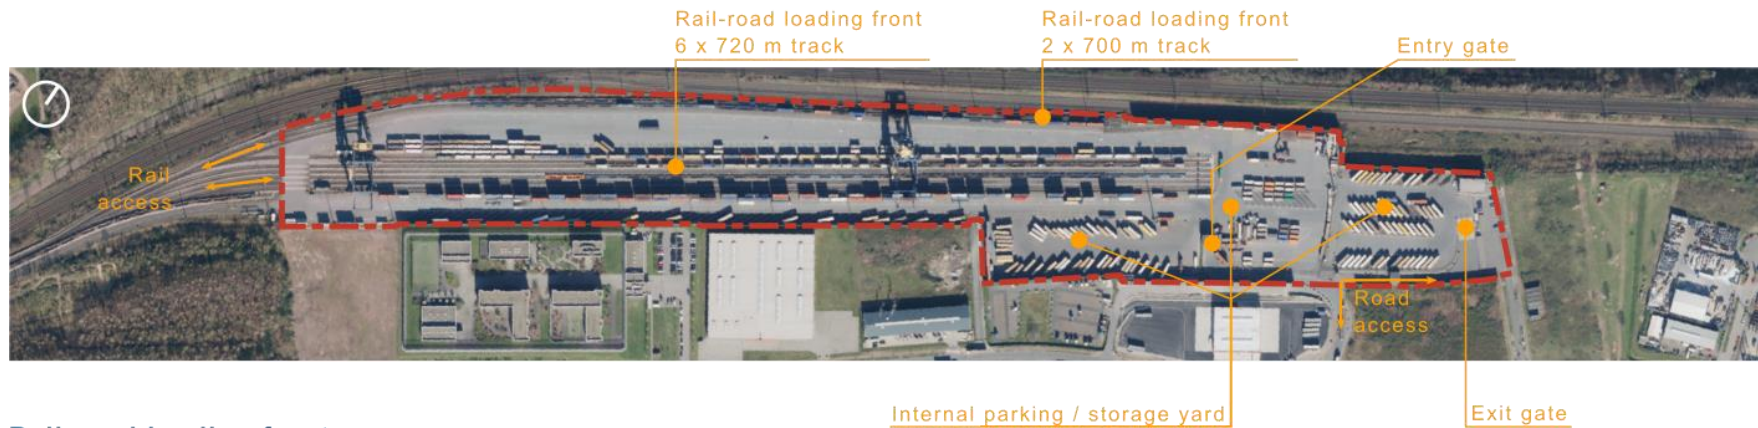 Rail-road loading front
6 x 720 m track
Rail-road loading front
2 x 700 m track
Entry gate
Rail
access
Road
access
Internal parking / storage yard
Exit gate